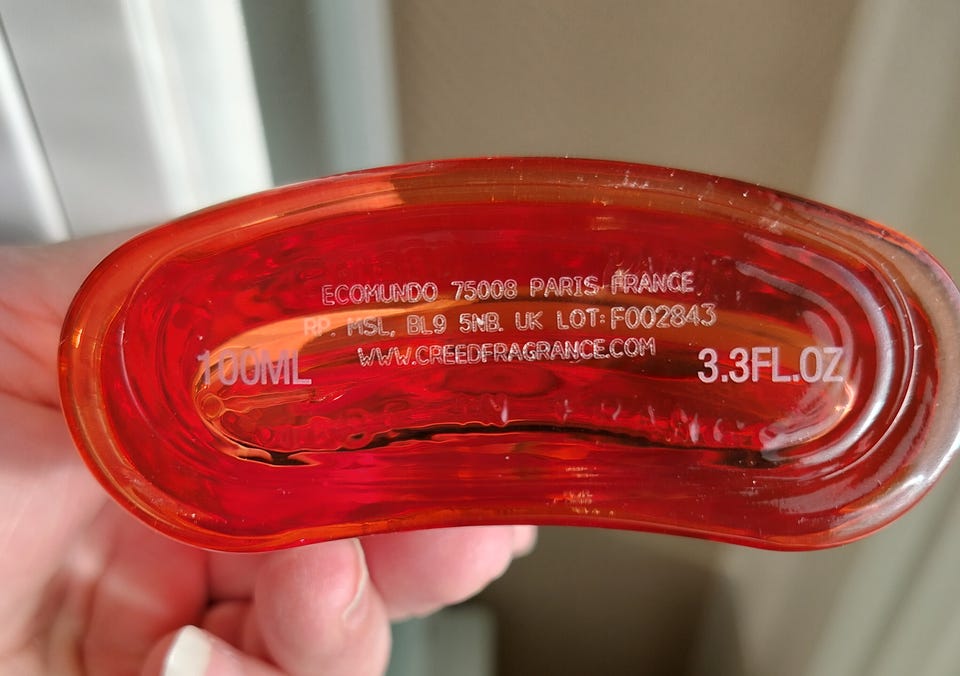 ECOMUNDO 75008 PARIS FRANCE
RP. MSL, BL9 5NB. UK LOT: F002843
WWW.CREEDFRAGRANCE.COM
100ML
3.3FL.OZ